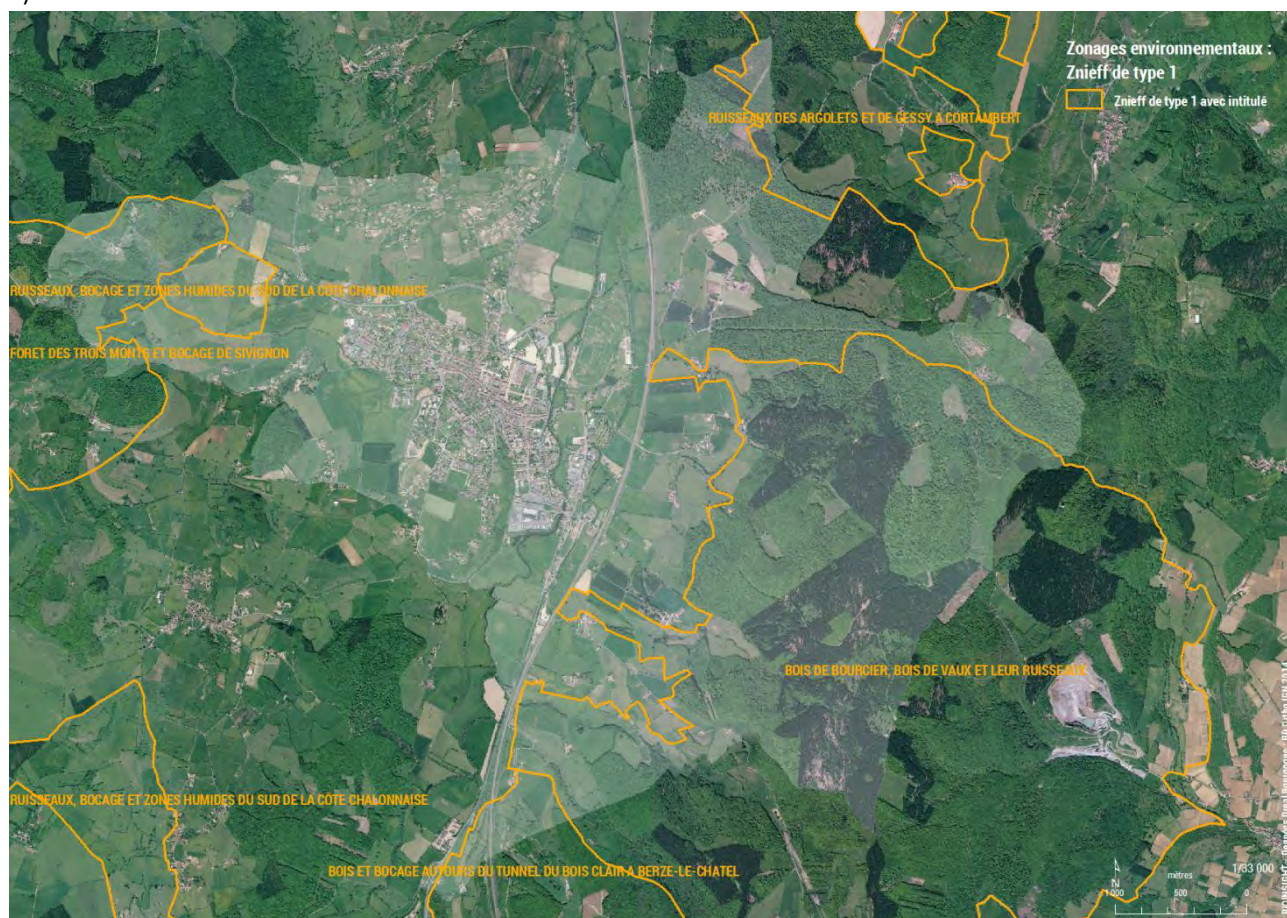 Zonages environnementaux :
Znieff de type 1
Znieff de type 1 avec intitulé
RUISSEAUX DES ARGOLETS ET DE GESSY A CORTAMBERT
RUISSEAUX, BOCAGE ET ZONES HUMIDES DU SUD DE LA CÔTE CHALONNAISE
FORET DES TROIS MONTS ET BOCAGE DE SIVIGNON
BOIS DE BOURCIER, BOIS DE VAUX ET LEUR RUISSEAUX
RUISSEAUX, BOCAGE ET ZONES HUMIDES DU SUD DE LA CÔTE CHALONNAISE
BOIS ET BOCAGE AUTOURS DU TUNNEL DU BOIS CLAIR A BERZE-LE-CHATEL
N
mètres
1/33 000
1 000 500 0